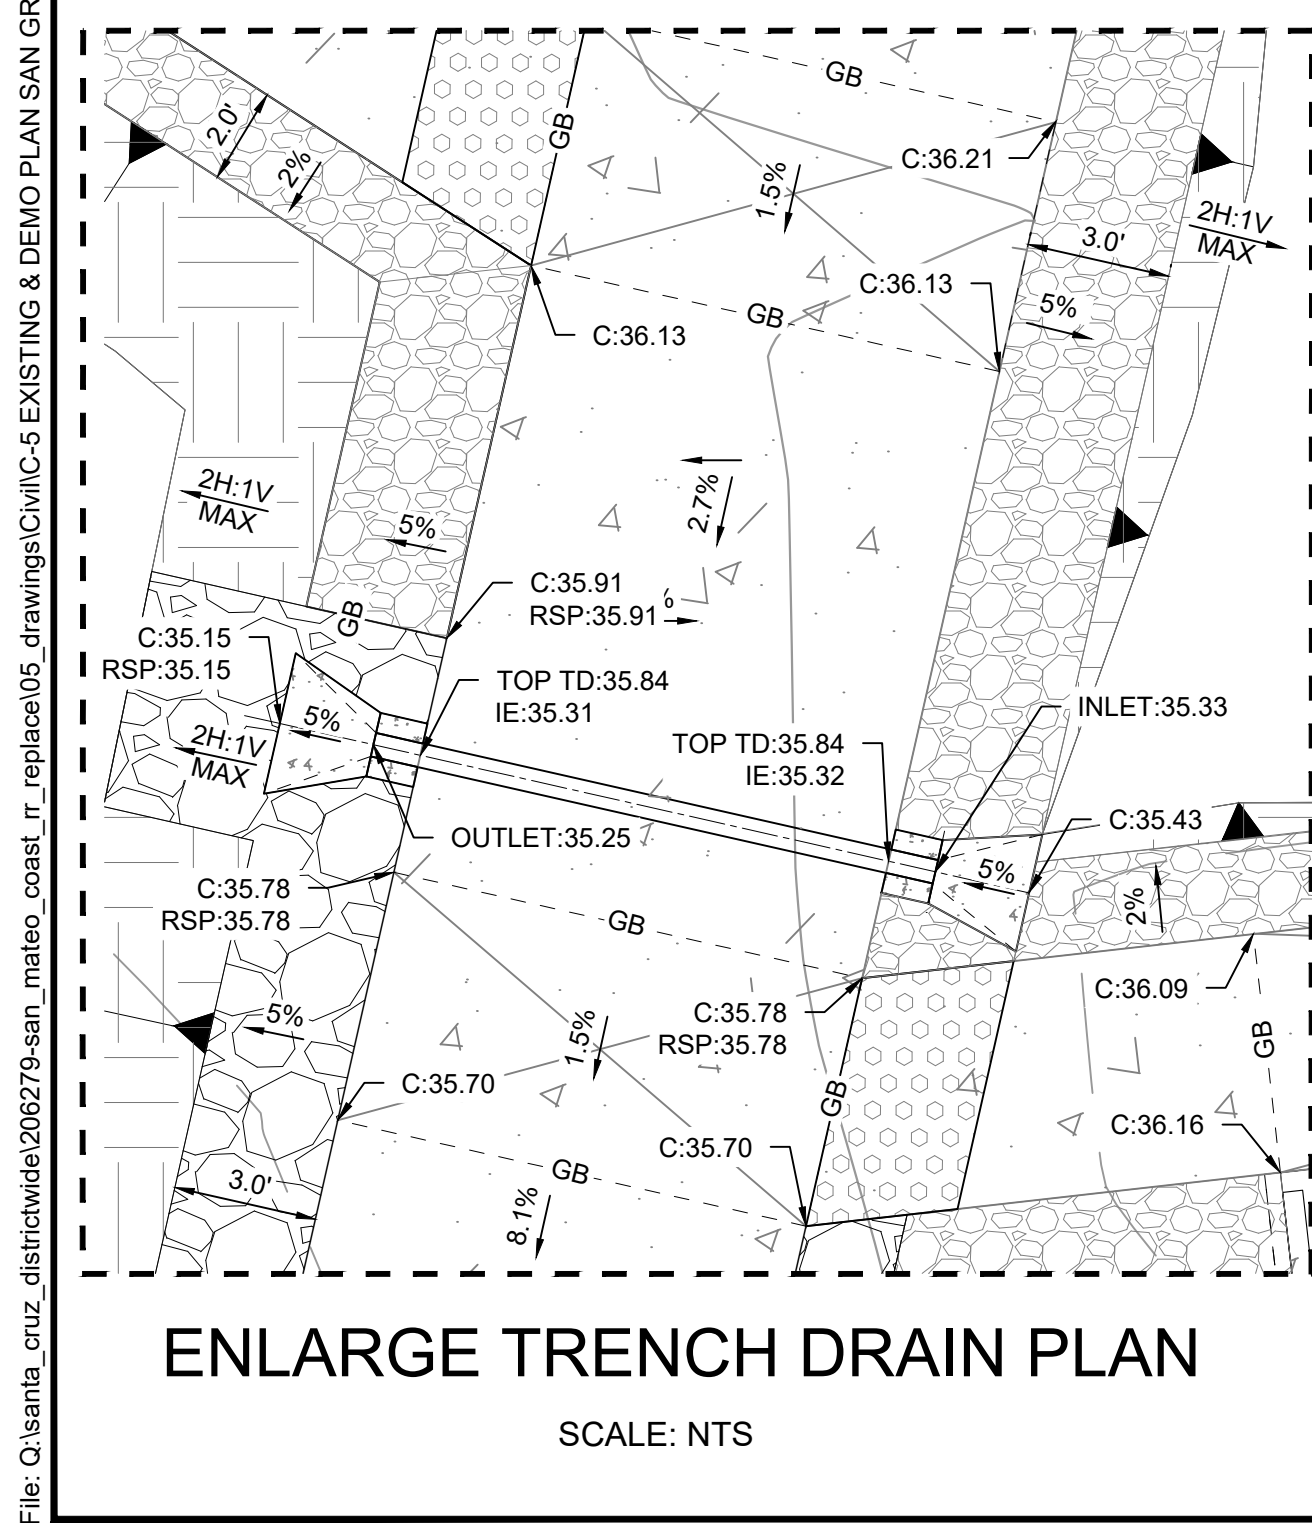 File: Q:\santa_cruz_districtwide\206279-san_mateo_coast_rr_replace\05_drawings\Civil\C-5 EXISTING & DEMO PLAN SAN GR
GB
GB
2.0'
2%
1.5%
C:36.21
2H:1V
MAX
3.0'
C:36.13
GB
5%
C:36.13
2H:1V
MAX
5%
2.7%
C:35.91
RSP:35.91
%
GB
C:35.15
RSP:35.15
TOP TD:35.84
IE:35.31
5%
2H:1V
MAX
INLET:35.33
TOP TD:35.84
IE:35.32
OUTLET:35.25
C:35.43
5%
C:35.78
RSP:35.78
GB
2%
C:36.09
C:35.78
RSP:35.78
5%
1.5%
GB
C:35.70
GB
C:36.16
C:35.70
GB
3.0'
8.1%
ENLARGE TRENCH DRAIN PLAN
SCALE: NTS